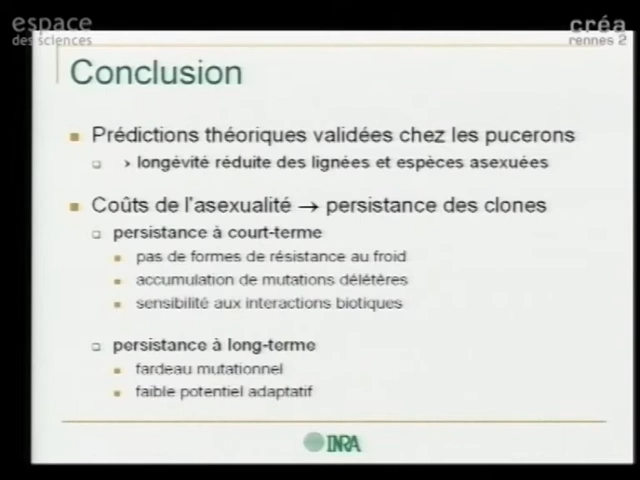 espace
des sciences
créa
rennes 2
Conclusion
Prédictions théoriques validées chez les pucerons
› longévité réduite des lignées et espèces asexuées
Coûts de l'asexualité → persistance des clones
persistance à court-terme
pas de formes de résistance au froid
accumulation de mutations délétères
sensibilité aux interactions biotiques
persistance à long-terme
fardeau mutationnel
faible potentiel adaptatif
INRA